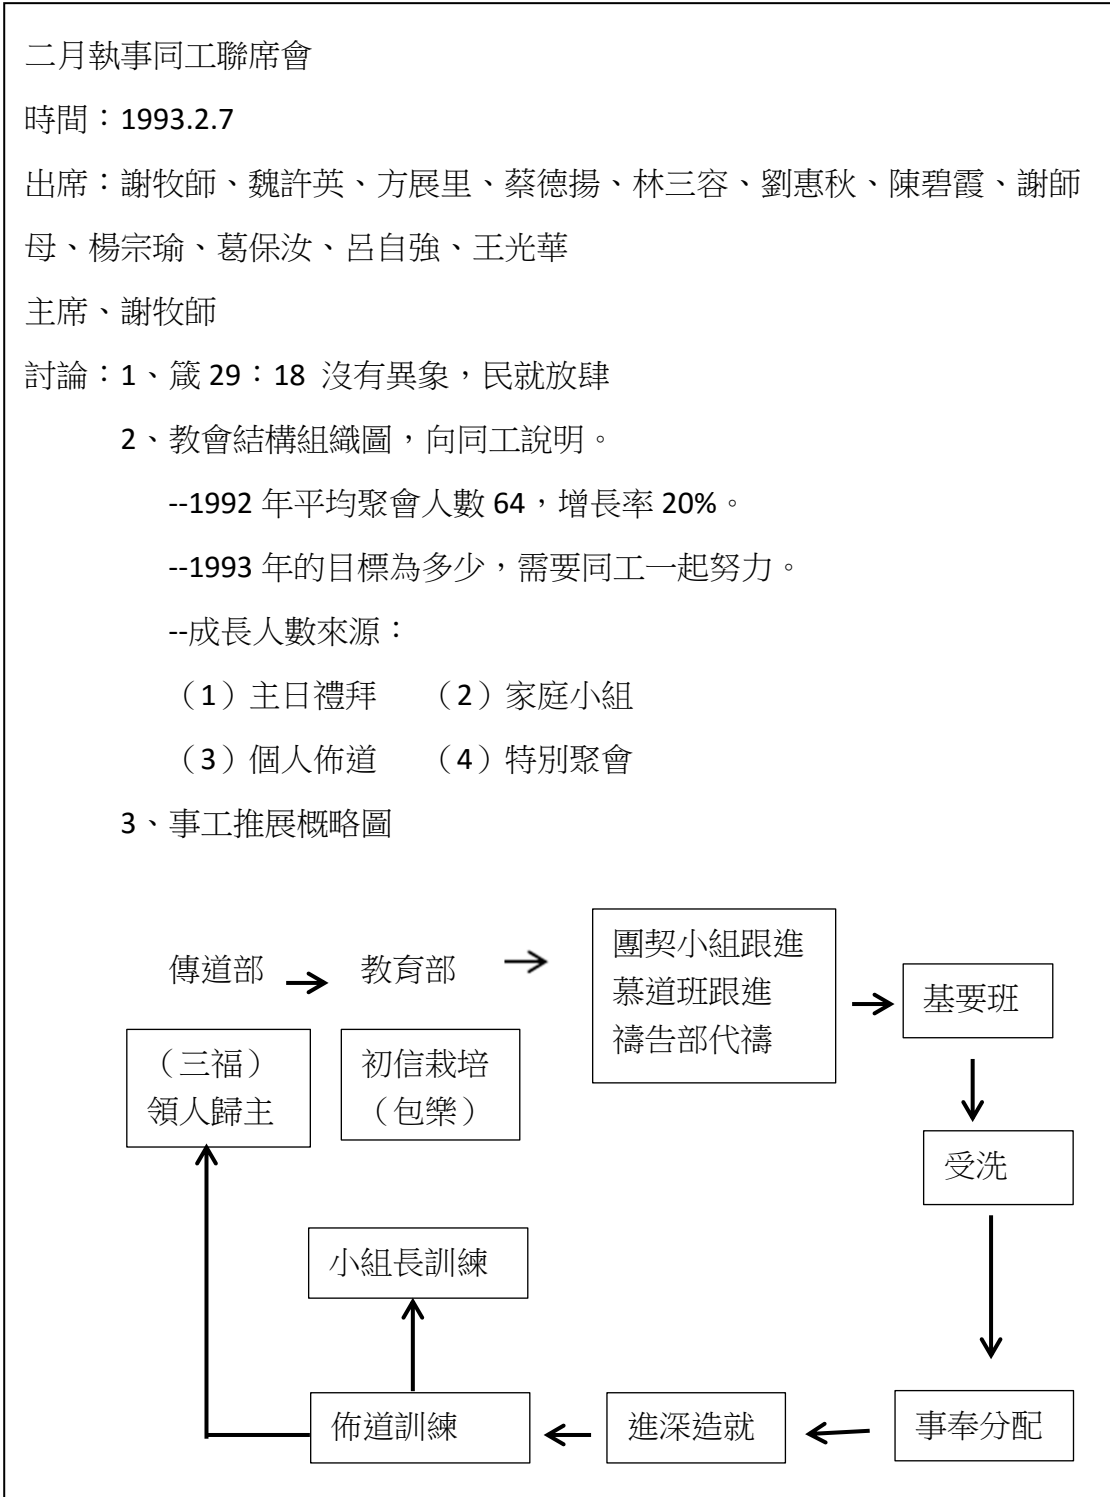 二月執事同工聯席會
時間：1993.2.7
出席：謝牧師、魏許英、方展里、蔡德揚、林三容、劉惠秋、陳碧霞、謝師
母、楊宗瑜、葛保汝、呂自強、王光華
主席、謝牧師
討論：1、箴 29：18 沒有異象，民就放肆
2、教會結構組織圖，向同工說明。
--1992 年平均聚會人數 64，增長率 20%。
--1993 年的目標為多少，需要同工一起努力。
--成長人數來源：
（1）主日禮拜 （2）家庭小組
（3）個人佈道 （4）特別聚會
3、事工推展概略圖
傳道部
（三福）
領人歸主
教育部
初信栽培
（包樂）
團契小組跟進
慕道班跟進
禱告部代禱
基要班
受洗
事奉分配
進深造就
佈道訓練
小組長訓練